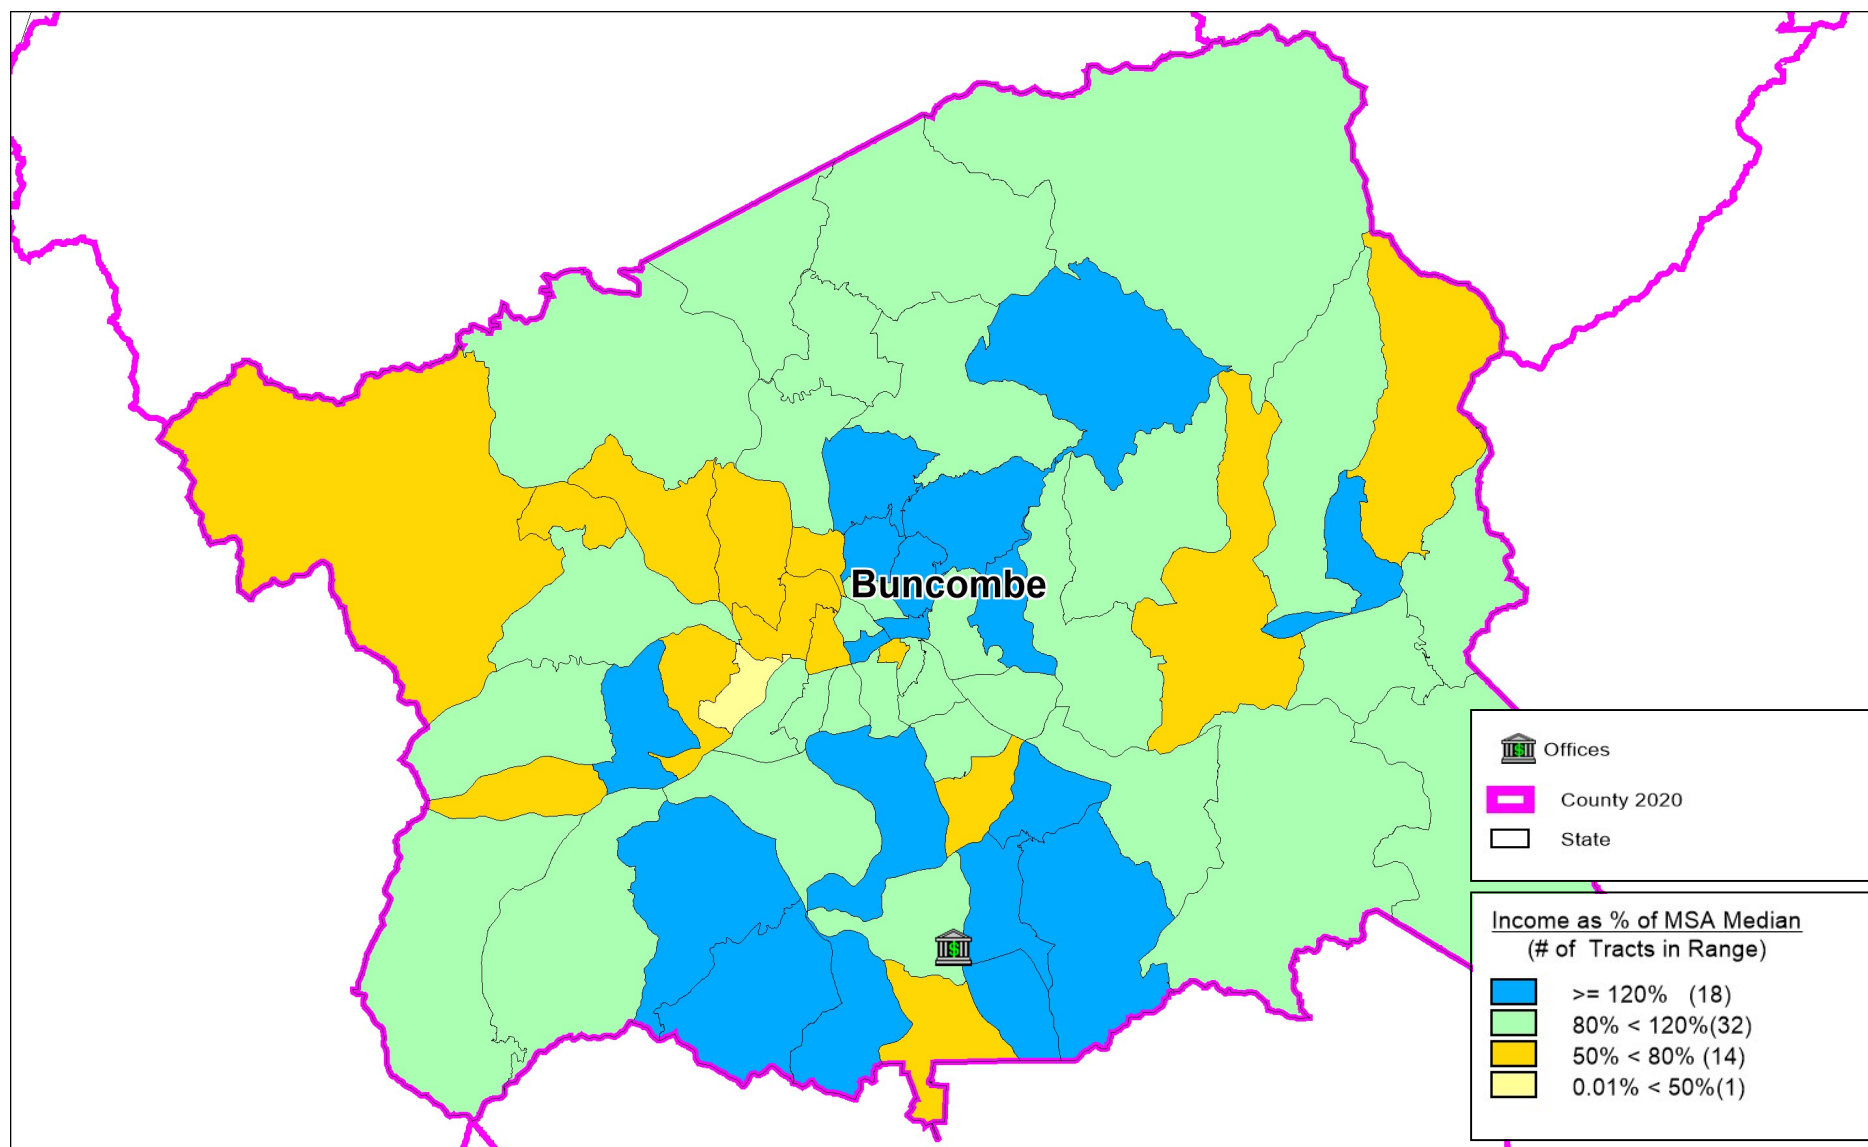 Buncombe
Offices
County 2020
State
Income as % of MSA Median
(# of Tracts in Range)
>= 120% (18)
80% < 120%(32)
50% < 80% (14)
0.01% < 50%(1)